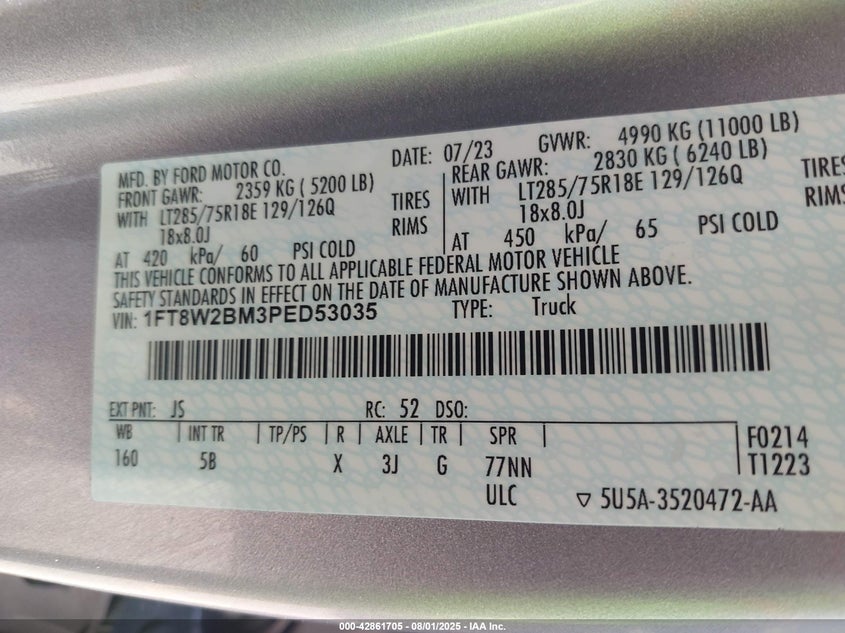 MFD. BY FORD MOTOR CO.
DATE: 07/23 GVWR: 4990 KG (11000 LB)
FRONT GAWR: 2359 KG ( 5200 LB)
REAR GAWR: 2830 KG ( 6240 LB)
WITH LT285/75R18E 129/126Q TIRES
WITH LT285/75R18E 129/126Q TIRES
18x8.0J RIMS
18x8.0J RIMS
AT 420 kPa/ 60 PSI COLD
AT 450 kPa/ 65 PSI COLD
THIS VEHICLE CONFORMS TO ALL APPLICABLE FEDERAL MOTOR VEHICLE
SAFETY STANDARDS IN EFFECT ON THE DATE OF MANUFACTURE SHOWN ABOVE.
VIN: 1FT8W2BM3PED53035 TYPE: Truck
EXT PNT: JS RC: 52 DSO:
WB | INT TR | TP/PS | R | AXLE | TR | SPR |
160 5B X 3J G 77NN
ULC
F0214
T1223
5U5A-3520472-AA
000-42861705 - 08/01/2025 - IAA Inc.